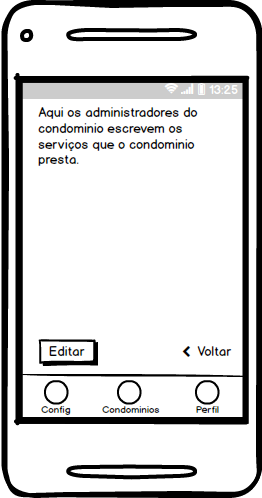 13:25
Aqui os administradores do
condominio escrevem os
serviços que o condominio
presta.
Editar
Voltar
Config
Condominios
Perfil